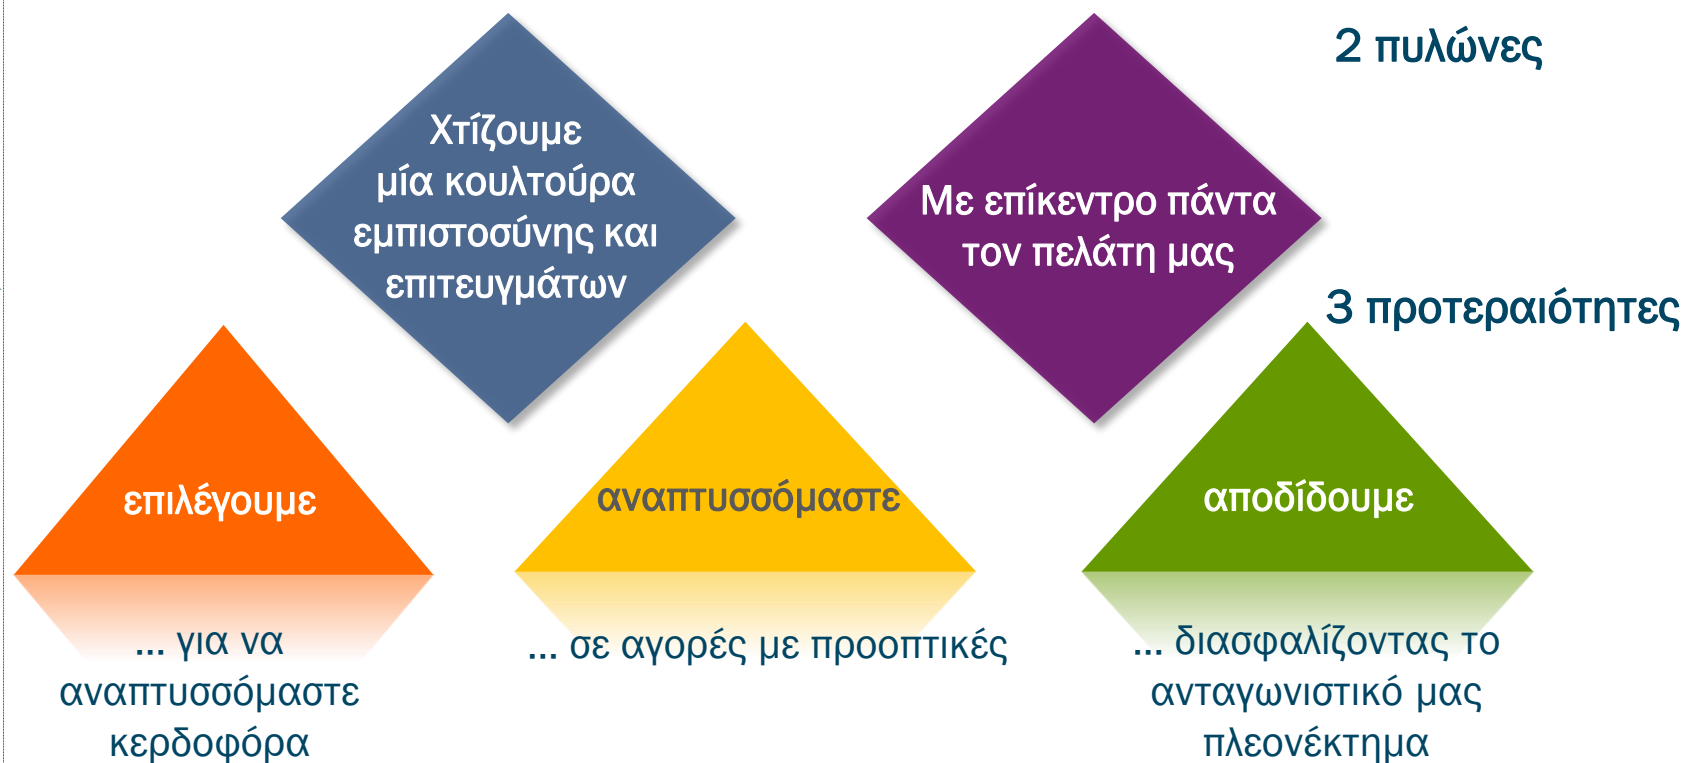 2 πυλώνες
Χτίζουμε
μία κουλτούρα
εμπιστοσύνης και
επιτευγμάτων
Με επίκεντρο πάντα
τον πελάτη μας
3 προτεραιότητες
επιλέγουμε
αναπτυσσόμαστε
αποδίδουμε
... για να
αναπτυσσόμαστε
κερδοφόρα
... σε αγορές με προοπτικές
... διασφαλίζοντας το
ανταγωνιστικό μας
πλεονέκτημα